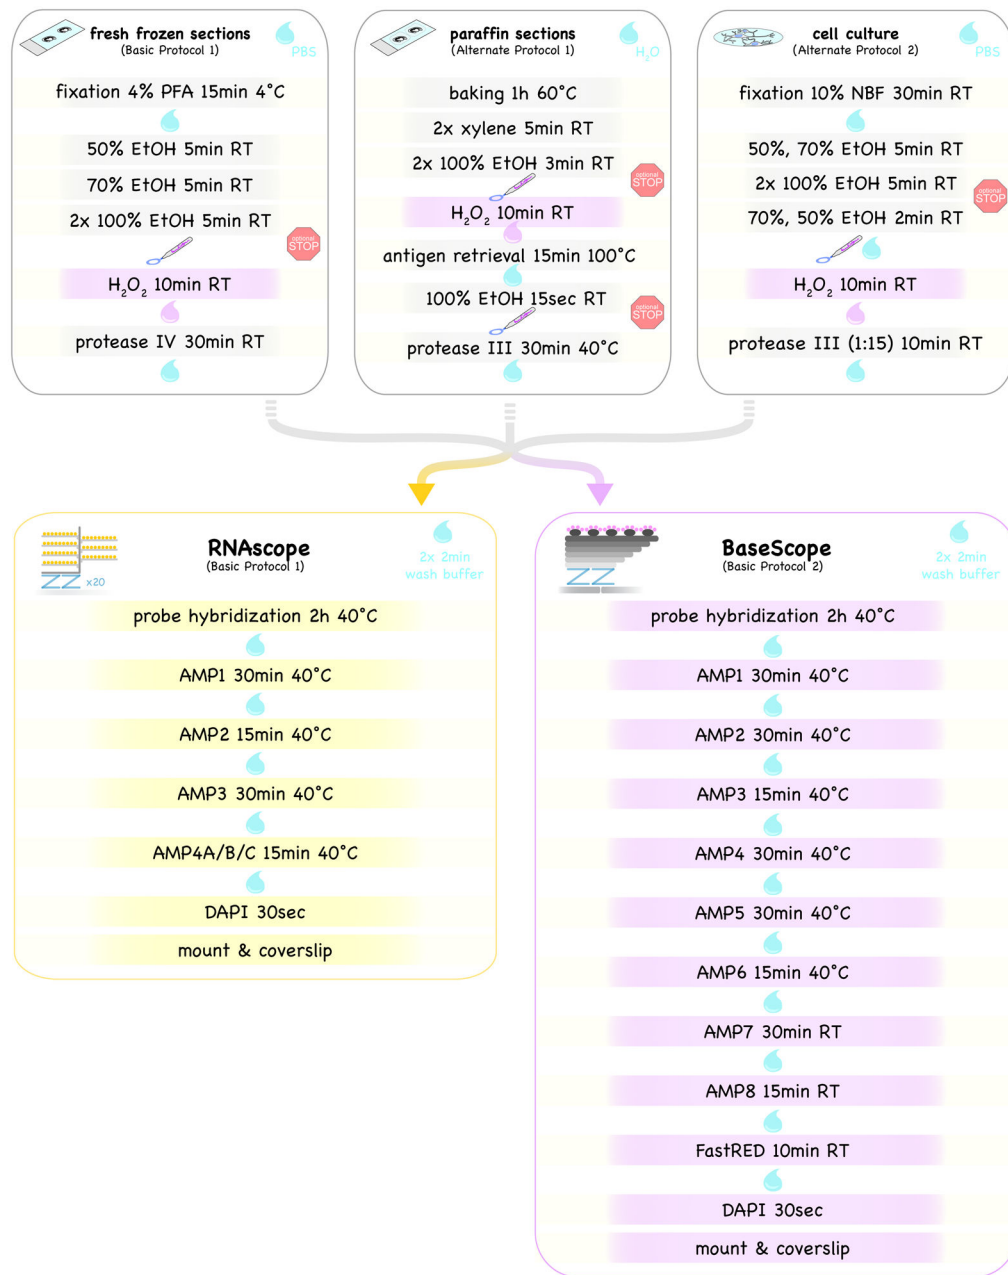 fresh frozen sections
(Basic Protocol 1)
PBS
fixation 4% PFA 15min 4°C
50% EtOH 5min RT
70% EtOH 5min RT
2x 100% EtOH 5min RT
optional
STOP
H₂O₂ 10min RT
protease IV 30min RT
paraffin sections
(Alternate Protocol 1)
H₂O
baking 1h 60°C
2x xylene 5min RT
2x 100% EtOH 3min RT
optional
STOP
H₂O₂ 10min RT
antigen retrieval 15min 100°C
100% EtOH 15sec RT
optional
STOP
protease III 30min 40°C
cell culture
(Alternate Protocol 2)
PBS
fixation 10% NBF 30min RT
50%, 70% EtOH 5min RT
2x 100% EtOH 5min RT
optional
STOP
70%, 50% EtOH 2min RT
H₂O₂ 10min RT
protease III (1:15) 10min RT
x20
RNAscope
(Basic Protocol 1)
2x 2min
wash buffer
probe hybridization 2h 40°C
AMP1 30min 40°C
AMP2 15min 40°C
AMP3 30min 40°C
AMP4A/B/C 15min 40°C
DAPI 30sec
mount & coverslip
BaseScope
(Basic Protocol 2)
2x 2min
wash buffer
probe hybridization 2h 40°C
AMP1 30min 40°C
AMP2 30min 40°C
AMP3 15min 40°C
AMP4 30min 40°C
AMP5 30min 40°C
AMP6 15min 40°C
AMP7 30min RT
AMP8 15min RT
FastRED 10min RT
DAPI 30sec
mount & coverslip